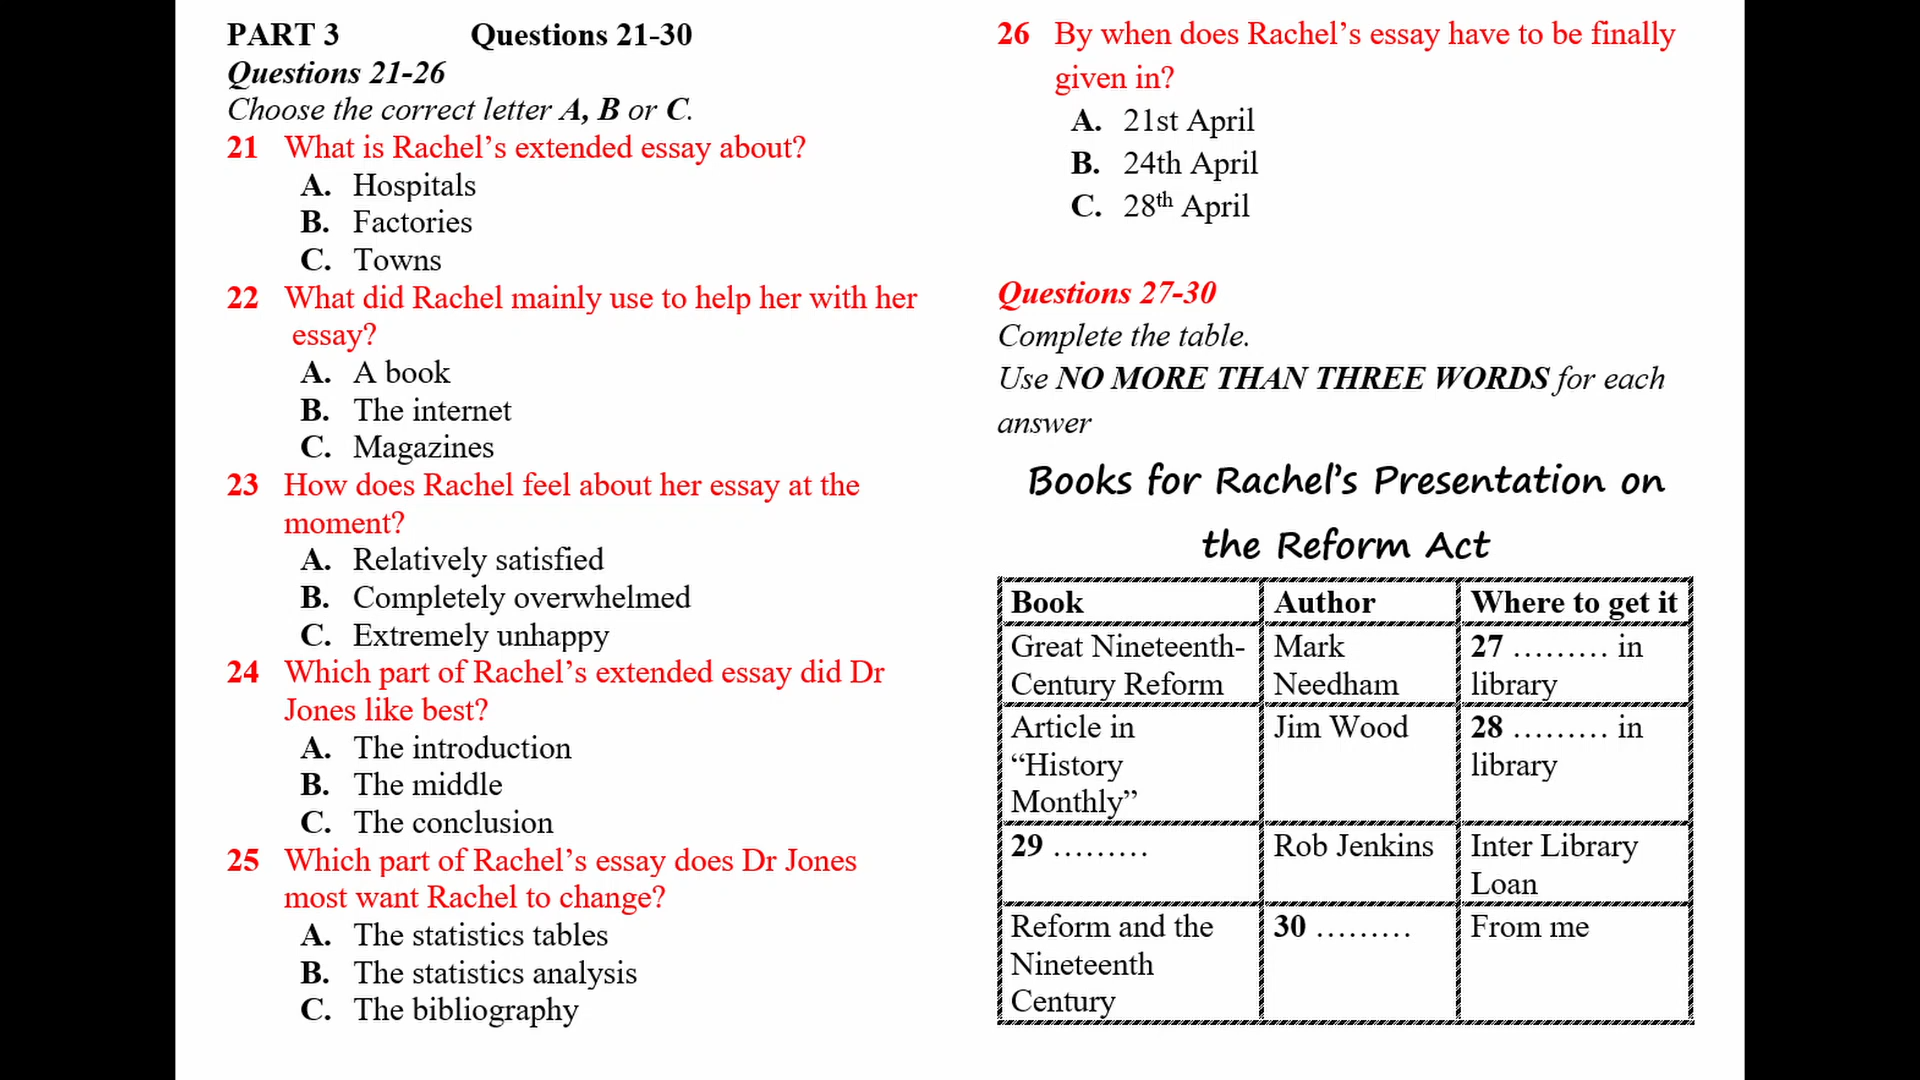 PART 3 Questions 21-30
Questions 21-26
Choose the correct letter A, B or C.
21 What is Rachel’s extended essay about?
A. Hospitals
B. Factories
C. Towns
22 What did Rachel mainly use to help her with her
essay?
A. A book
B. The internet
C. Magazines
23 How does Rachel feel about her essay at the
moment?
A. Relatively satisfied
B. Completely overwhelmed
C. Extremely unhappy
24 Which part of Rachel’s extended essay did Dr
Jones like best?
A. The introduction
B. The middle
C. The conclusion
25 Which part of Rachel’s essay does Dr Jones
most want Rachel to change?
A. The statistics tables
B. The statistics analysis
C. The bibliography
26 By when does Rachel’s essay have to be finally
given in?
A. 21st April
B. 24th April
C. 28th April
Questions 27-30
Complete the table.
Use NO MORE THAN THREE WORDS for each
answer
Books for Rachel’s Presentation on
the Reform Act
Book Author Where to get it
Great Nineteenth- Mark 27 ……… in
Century Reform Needham library
Article in Jim Wood 28 ……… in
“History library
Monthly”
29 ……… Rob Jenkins Inter Library
Loan
Reform and the 30 ……… From me
Nineteenth
Century